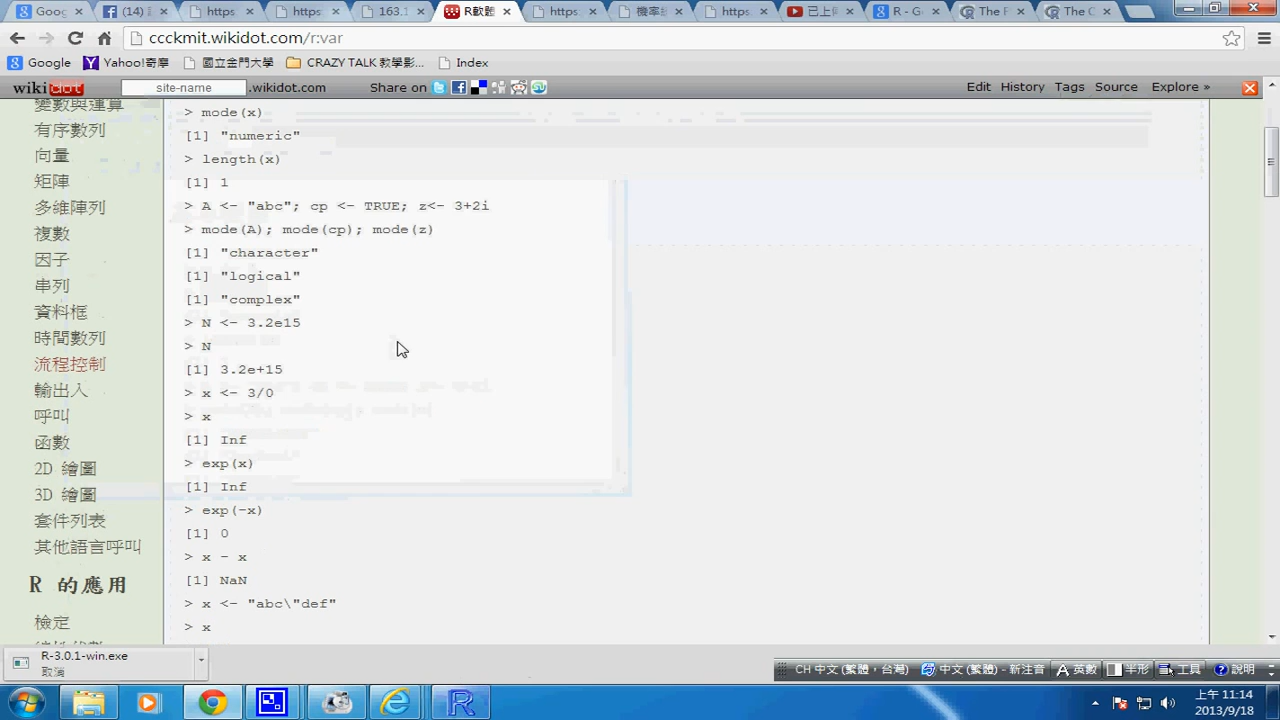 Goog
https
https
163.1
R軟體
https:
機率統
https:
已上傳
R - G
The F
The C
ccckmit.wikidot.com/r:var
Google
Yahoo!奇摩
國立金門大學
CRAZY TALK 教學影...
Index
wikidot
site-name
.wikidot.com
Share on
Edit
History
Tags
Source
Explore »
變數與運算
有序數列
向量
矩陣
多維陣列
複數
因子
串列
資料框
時間數列
流程控制
輸出入
呼叫
函數
2D 繪圖
3D 繪圖
套件列表
其他語言呼叫
R 的應用
檢定
> mode(x)
[1] "numeric"
> length(x)
[1] 1
> A <- "abc"; cp <- TRUE; z<- 3+2i
> mode(A); mode(cp); mode(z)
[1] "character"
[1] "logical"
[1] "complex"
> N <- 3.2e15
> N
[1] 3.2e+15
> x <- 3/0
> x
[1] Inf
> exp(x)
[1] Inf
> exp(-x)
[1] 0
> x - x
[1] NaN
> x <- "abc\"def"
> x
R-3.0.1-win.exe
取消
CH 中文 (繁體，台灣)
中文 (繁體) - 新注音
英數
半形
工具
說明
上午 11:14
2013/9/18